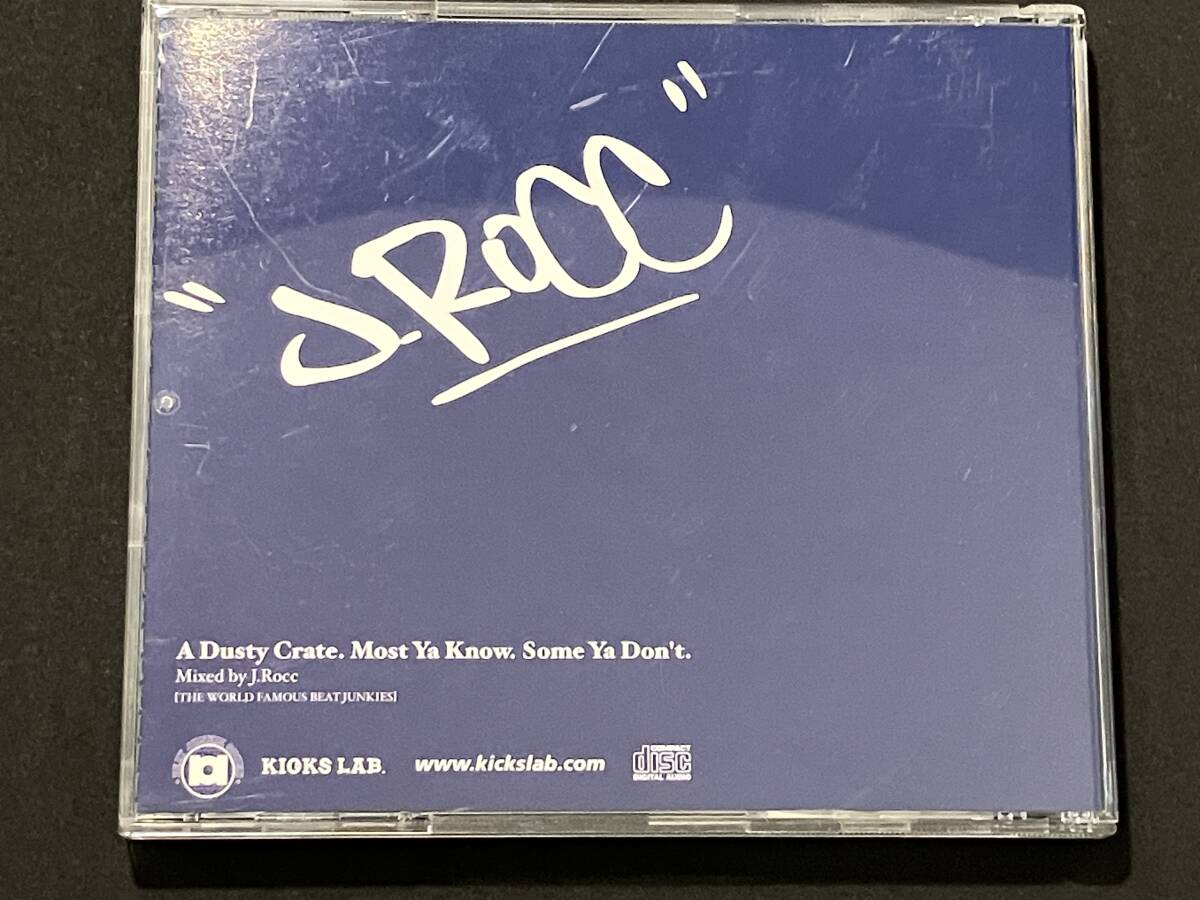 "J.Rocc"
A Dusty Crate. Most Ya Know. Some Ya Don't.
Mixed by J.Rocc
[THE WORLD FAMOUS BEAT JUNKIES]
KICKS LAB. www.kickslab.com COMPACT disc DIGITAL AUDIO